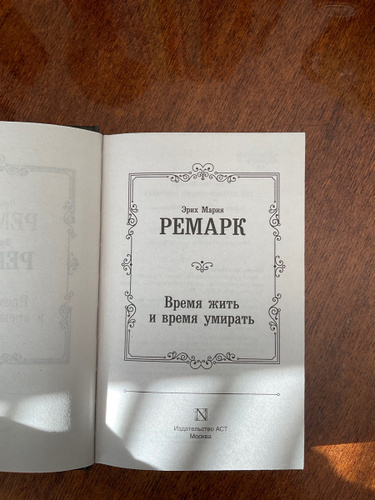 Эрих Мария
РЕМАРК
Время жить
и время умирать
N
Издательство АСТ
Москва